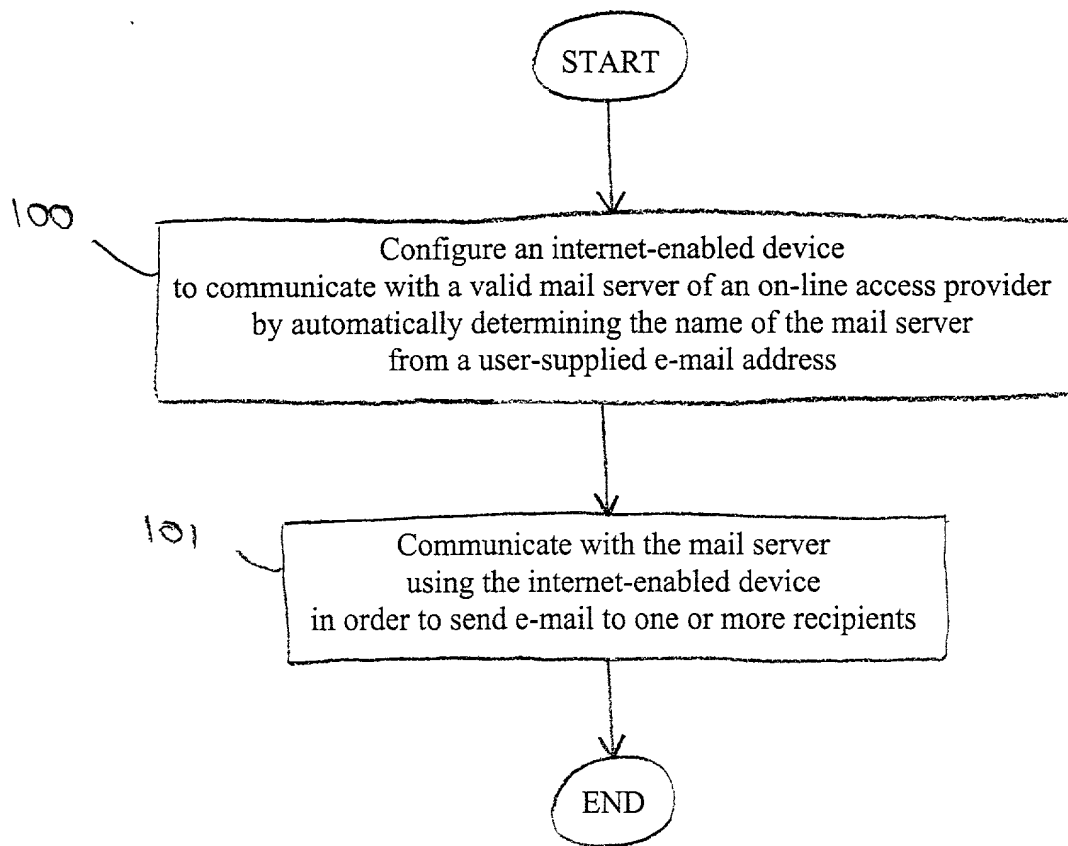 START
100
Configure an internet-enabled device
to communicate with a valid mail server of an on-line access provider
by automatically determining the name of the mail server
from a user-supplied e-mail address
101
Communicate with the mail server
using the internet-enabled device
in order to send e-mail to one or more recipients
END